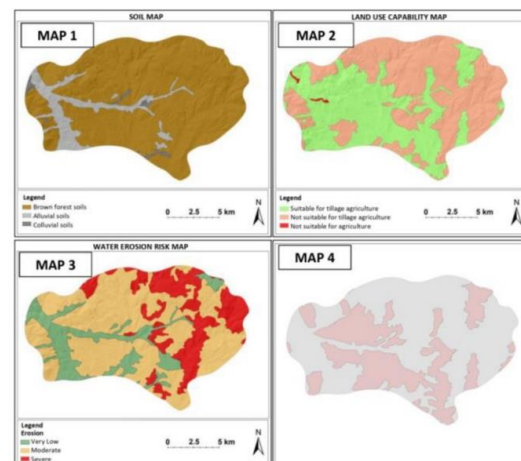 SOIL MAP
MAP 1
Legend
Brown forest soils
Alluvial soils
Colluvial soils
0 2.5 5 km
N
LAND USE CAPABILITY MAP
MAP 2
Legend
Suitable for tillage agriculture
Not suitable for tillage agriculture
Not suitable for agriculture
0 2.5 5 km
N
WATER EROSION RISK MAP
MAP 3
Legend
Erosion
Very Low
Moderate
Severe
0 2.5 5 km
N
MAP 4